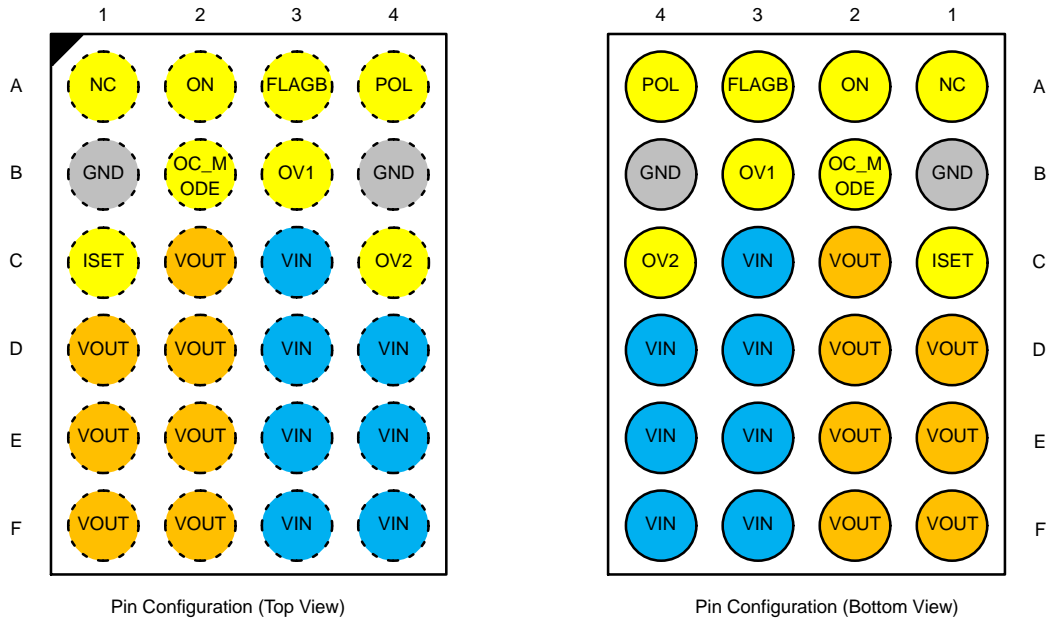 1 2 3 4 4 3 2 1
A NC ON FLAGB POL POL FLAGB ON NC A
B GND OC_M
ODE OV1 GND GND OV1 OC_M
ODE GND B
C ISET VOUT VIN OV2 OV2 VIN VOUT ISET C
D VOUT VOUT VIN VIN VIN VIN VOUT VOUT D
E VOUT VOUT VIN VIN VIN VIN VOUT VOUT E
F VOUT VOUT VIN VIN VIN VIN VOUT VOUT F
Pin Configuration (Top View) Pin Configuration (Bottom View)